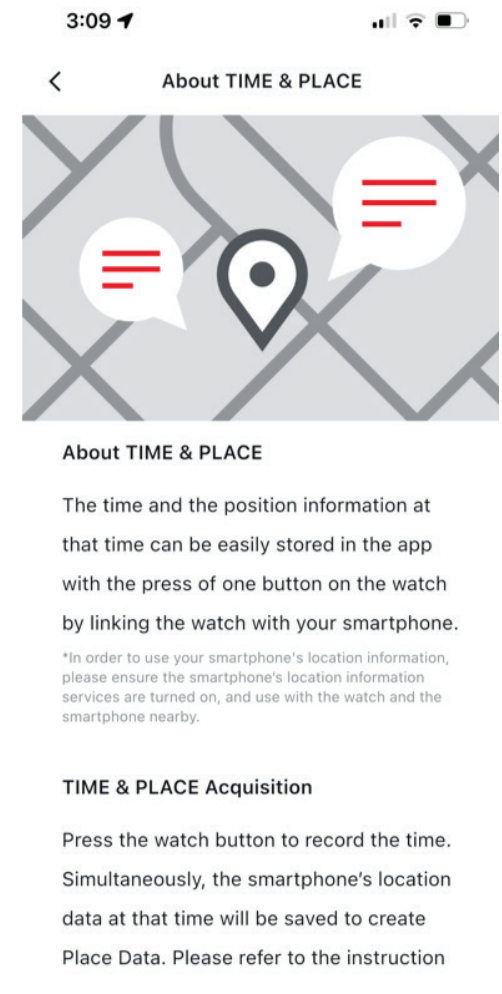 3:09
About TIME & PLACE
About TIME & PLACE
The time and the position information at
that time can be easily stored in the app
with the press of one button on the watch
by linking the watch with your smartphone.
*In order to use your smartphone's location information,
please ensure the smartphone's location information
services are turned on, and use with the watch and the
smartphone nearby.
TIME & PLACE Acquisition
Press the watch button to record the time.
Simultaneously, the smartphone's location
data at that time will be saved to create
Place Data. Please refer to the instruction